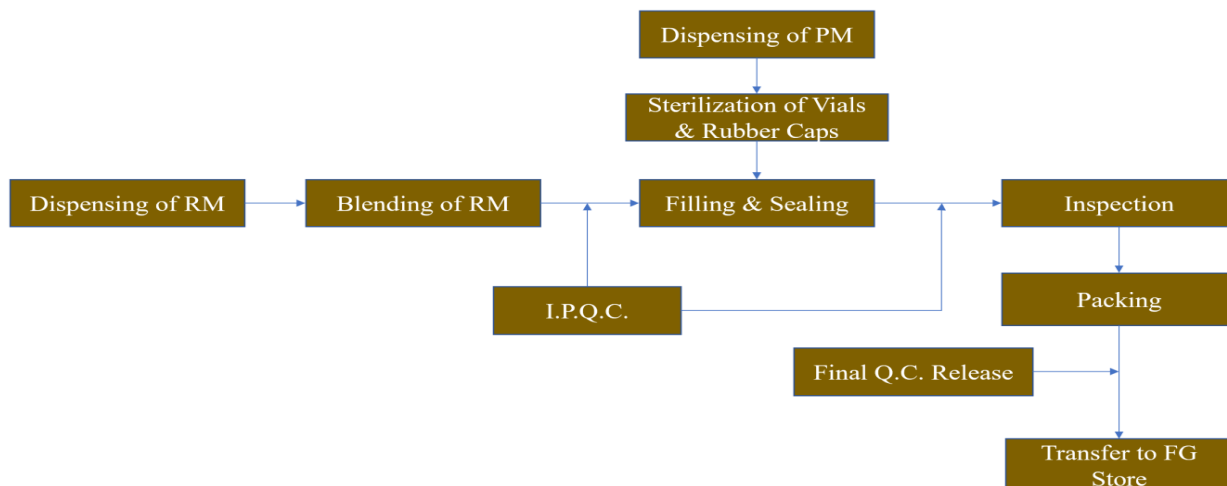 Dispensing of PM
Sterilization of Vials
& Rubber Caps
Dispensing of RM
Blending of RM
Filling & Sealing
Inspection
I.P.Q.C.
Packing
Final Q.C. Release
Transfer to FG
Store